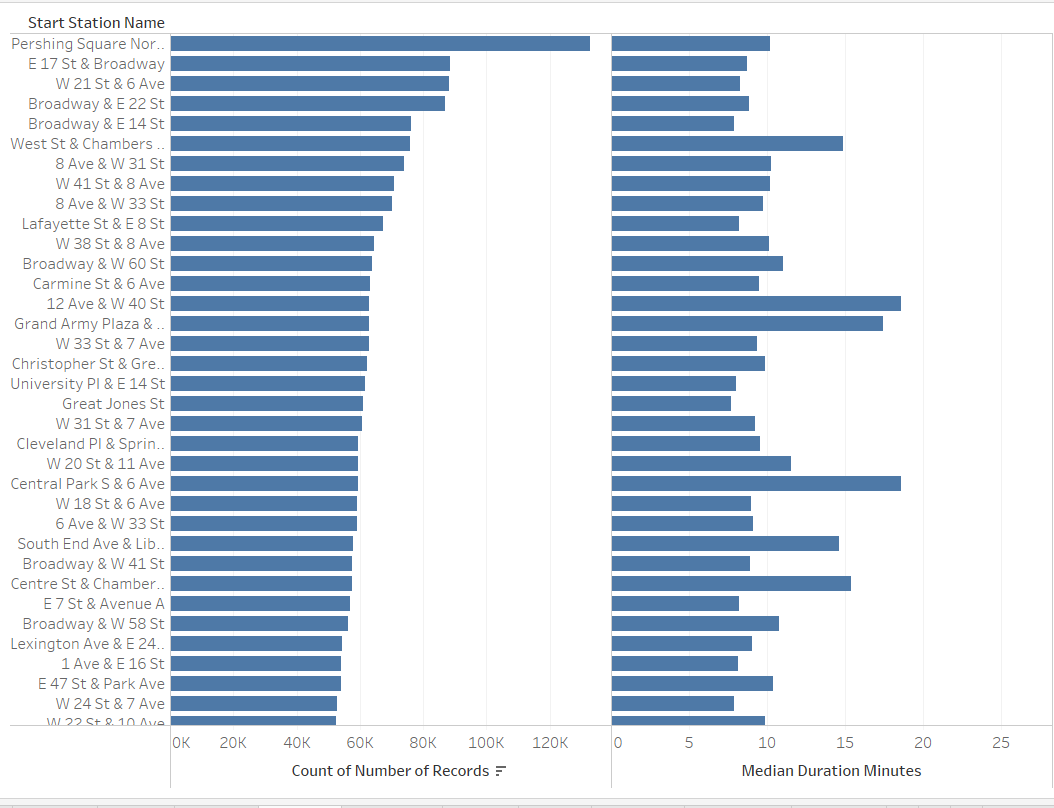 Start Station Name
Pershing Square Nor..
E 17 St & Broadway
W 21 St & 6 Ave
Broadway & E 22 St
Broadway & E 14 St
West St & Chambers ..
8 Ave & W 31 St
W 41 St & 8 Ave
8 Ave & W 33 St
Lafayette St & E 8 St
W 38 St & 8 Ave
Broadway & W 60 St
Carmine St & 6 Ave
12 Ave & W 40 St
Grand Army Plaza & ..
W 33 St & 7 Ave
Christopher St & Gre..
University Pl & E 14 St
Great Jones St
W 31 St & 7 Ave
Cleveland Pl & Sprin..
W 20 St & 11 Ave
Central Park S & 6 Ave
W 18 St & 6 Ave
6 Ave & W 33 St
South End Ave & Lib..
Broadway & W 41 St
Centre St & Chamber..
E 7 St & Avenue A
Broadway & W 58 St
Lexington Ave & E 24..
1 Ave & E 16 St
E 47 St & Park Ave
W 24 St & 7 Ave
W 22 St & 10 Ave
0K 20K 40K 60K 80K 100K 120K 0 5 10 15 20 25
Count of Number of Records Median Duration Minutes